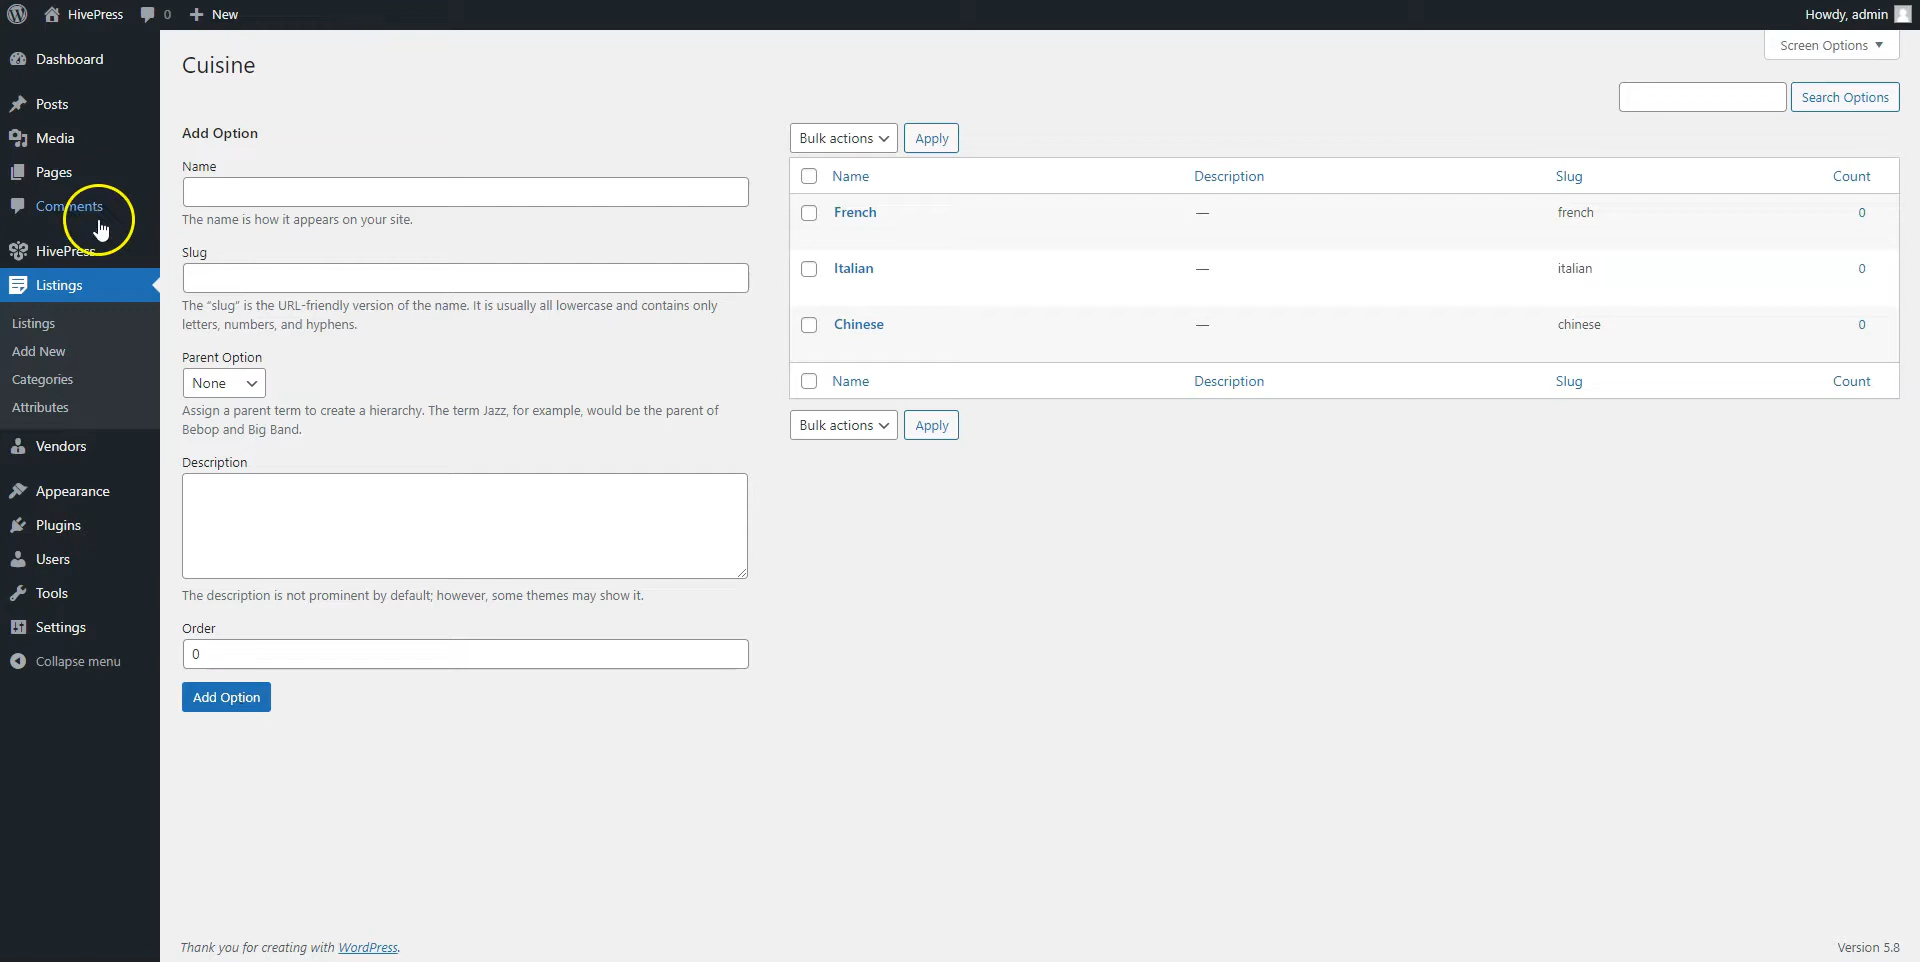 HivePress 0 New Howdy, admin
Dashboard
Posts
Media
Pages
Comments
HivePress
Listings
Listings
Add New
Categories
Attributes
Vendors
Appearance
Plugins
Users
Tools
Settings
Collapse menu
Screen Options
Cuisine
Search Options
Add Option
Name
The name is how it appears on your site.
Slug
The “slug” is the URL-friendly version of the name. It is usually all lowercase and contains only
letters, numbers, and hyphens.
Parent Option
None
Assign a parent term to create a hierarchy. The term Jazz, for example, would be the parent of
Bebop and Big Band.
Description
The description is not prominent by default; however, some themes may show it.
Order
0
Add Option
Bulk actions Apply
Name Description Slug Count
French — french 0
Italian — italian 0
Chinese — chinese 0
Name Description Slug Count
Bulk actions Apply
Thank you for creating with WordPress.
Version 5.8